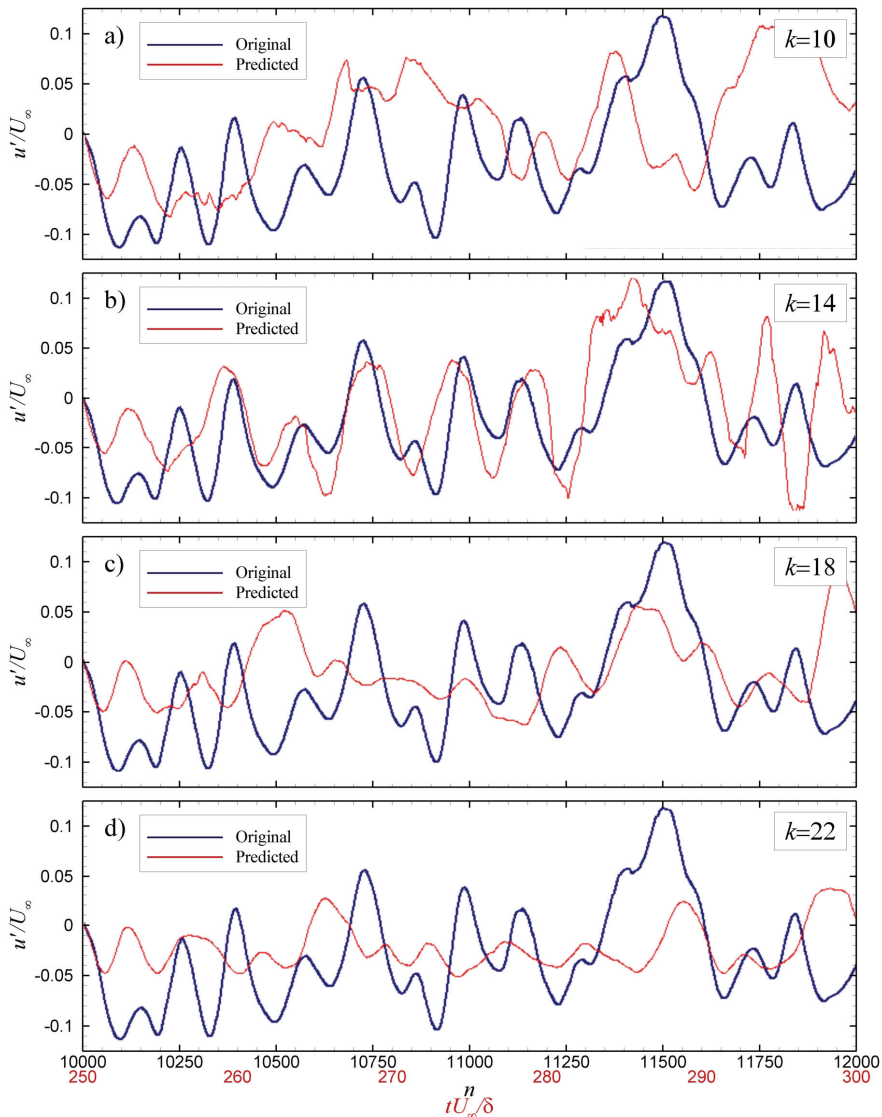 a)
Original
Predicted
k=10
0.1
0.05
0
-0.05
-0.1
u'/U∞
b)
Original
Predicted
k=14
0.1
0.05
0
-0.05
-0.1
u'/U∞
c)
Original
Predicted
k=18
0.1
0.05
0
-0.05
-0.1
u'/U∞
d)
Original
Predicted
k=22
0.1
0.05
0
-0.05
-0.1
u'/U∞
10000 10250 10500 10750 11000 11250 11500 11750 12000
250 260 270 280 290 300
n
tU∞/δ